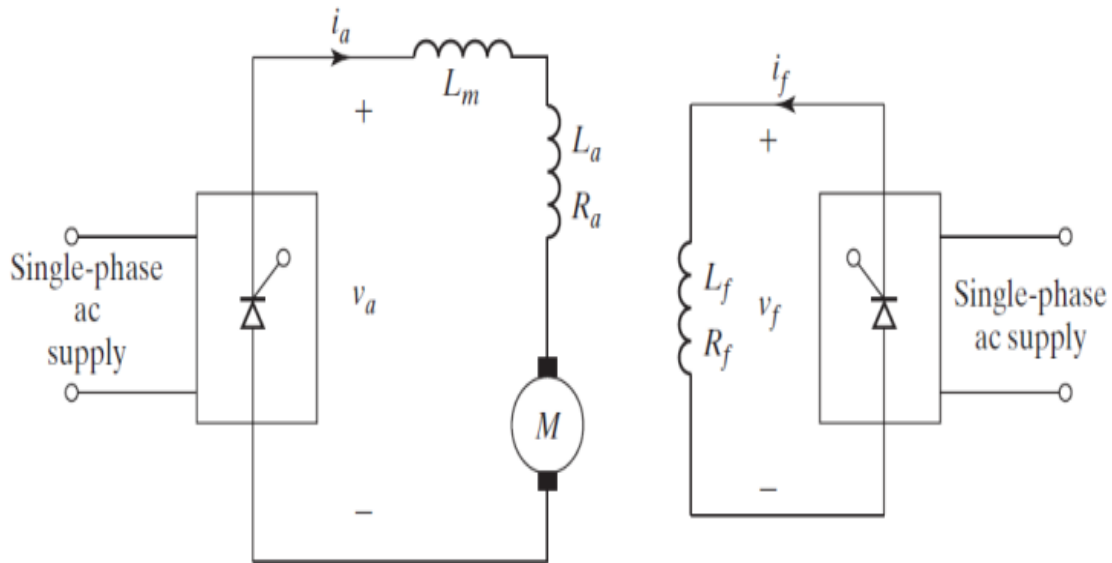 i_a
L_m
+
L_a
R_a
Single-phase
ac
supply
v_a
M
−
i_f
+
L_f
R_f
v_f
Single-phase
ac supply
−